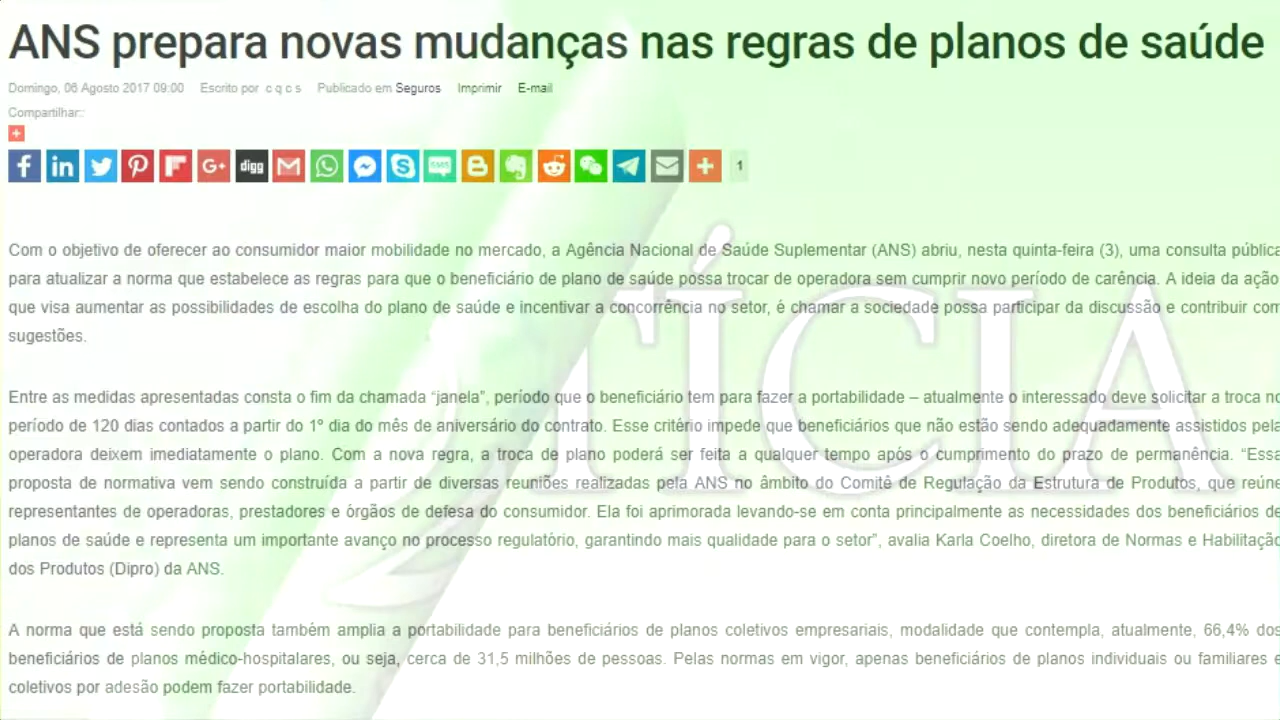 ANS prepara novas mudanças nas regras de planos de saúde
Domingo, 06 Agosto 2017 09:00 Escrito por c q c s Publicado em Seguros Imprimir E-mail
Compartilhar::
digg SMS 1
Com o objetivo de oferecer ao consumidor maior mobilidade no mercado, a Agência Nacional de Saúde Suplementar (ANS) abriu, nesta quinta-feira (3), uma consulta pública
para atualizar a norma que estabelece as regras para que o beneficiário de plano de saúde possa trocar de operadora sem cumprir novo período de carência. A ideia da ação
que visa aumentar as possibilidades de escolha do plano de saúde e incentivar a concorrência no setor, é chamar a sociedade possa participar da discussão e contribuir com
sugestões.
TÍCIA
Entre as medidas apresentadas consta o fim da chamada “janela”, período que o beneficiário tem para fazer a portabilidade – atualmente o interessado deve solicitar a troca no
período de 120 dias contados a partir do 1º dia do mês de aniversário do contrato. Esse critério impede que beneficiários que não estão sendo adequadamente assistidos pela
operadora deixem imediatamente o plano. Com a nova regra, a troca de plano poderá ser feita a qualquer tempo após o cumprimento do prazo de permanência. “Essa
proposta de normativa vem sendo construída a partir de diversas reuniões realizadas pela ANS no âmbito do Comitê de Regulação da Estrutura de Produtos, que reúne
representantes de operadoras, prestadores e órgãos de defesa do consumidor. Ela foi aprimorada levando-se em conta principalmente as necessidades dos beneficiários de
planos de saúde e representa um importante avanço no processo regulatório, garantindo mais qualidade para o setor”, avalia Karla Coelho, diretora de Normas e Habilitação
dos Produtos (Dipro) da ANS.
A norma que está sendo proposta também amplia a portabilidade para beneficiários de planos coletivos empresariais, modalidade que contempla, atualmente, 66,4% dos
beneficiários de planos médico-hospitalares, ou seja, cerca de 31,5 milhões de pessoas. Pelas normas em vigor, apenas beneficiários de planos individuais ou familiares e
coletivos por adesão podem fazer portabilidade.